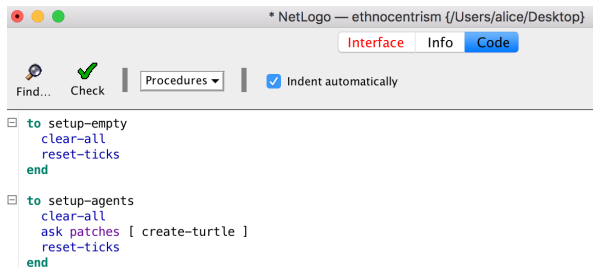 * NetLogo — ethnocentrism {/Users/alice/Desktop}
Interface Info Code
Find... Check Procedures Indent automatically
to setup-empty
clear-all
reset-ticks
end
to setup-agents
clear-all
ask patches [ create-turtle ]
reset-ticks
end